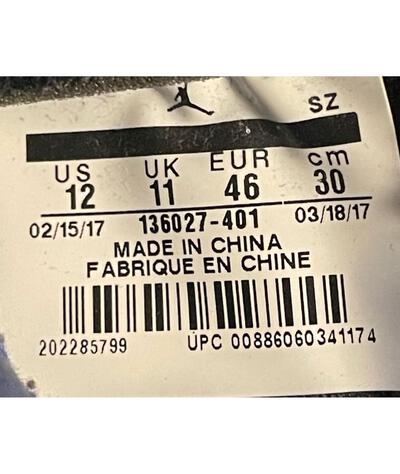 SZ
US UK EUR cm
12 11 46 30
02/15/17 136027-401 03/18/17
MADE IN CHINA
FABRIQUE EN CHINE
202285799 UPC 00886060341174